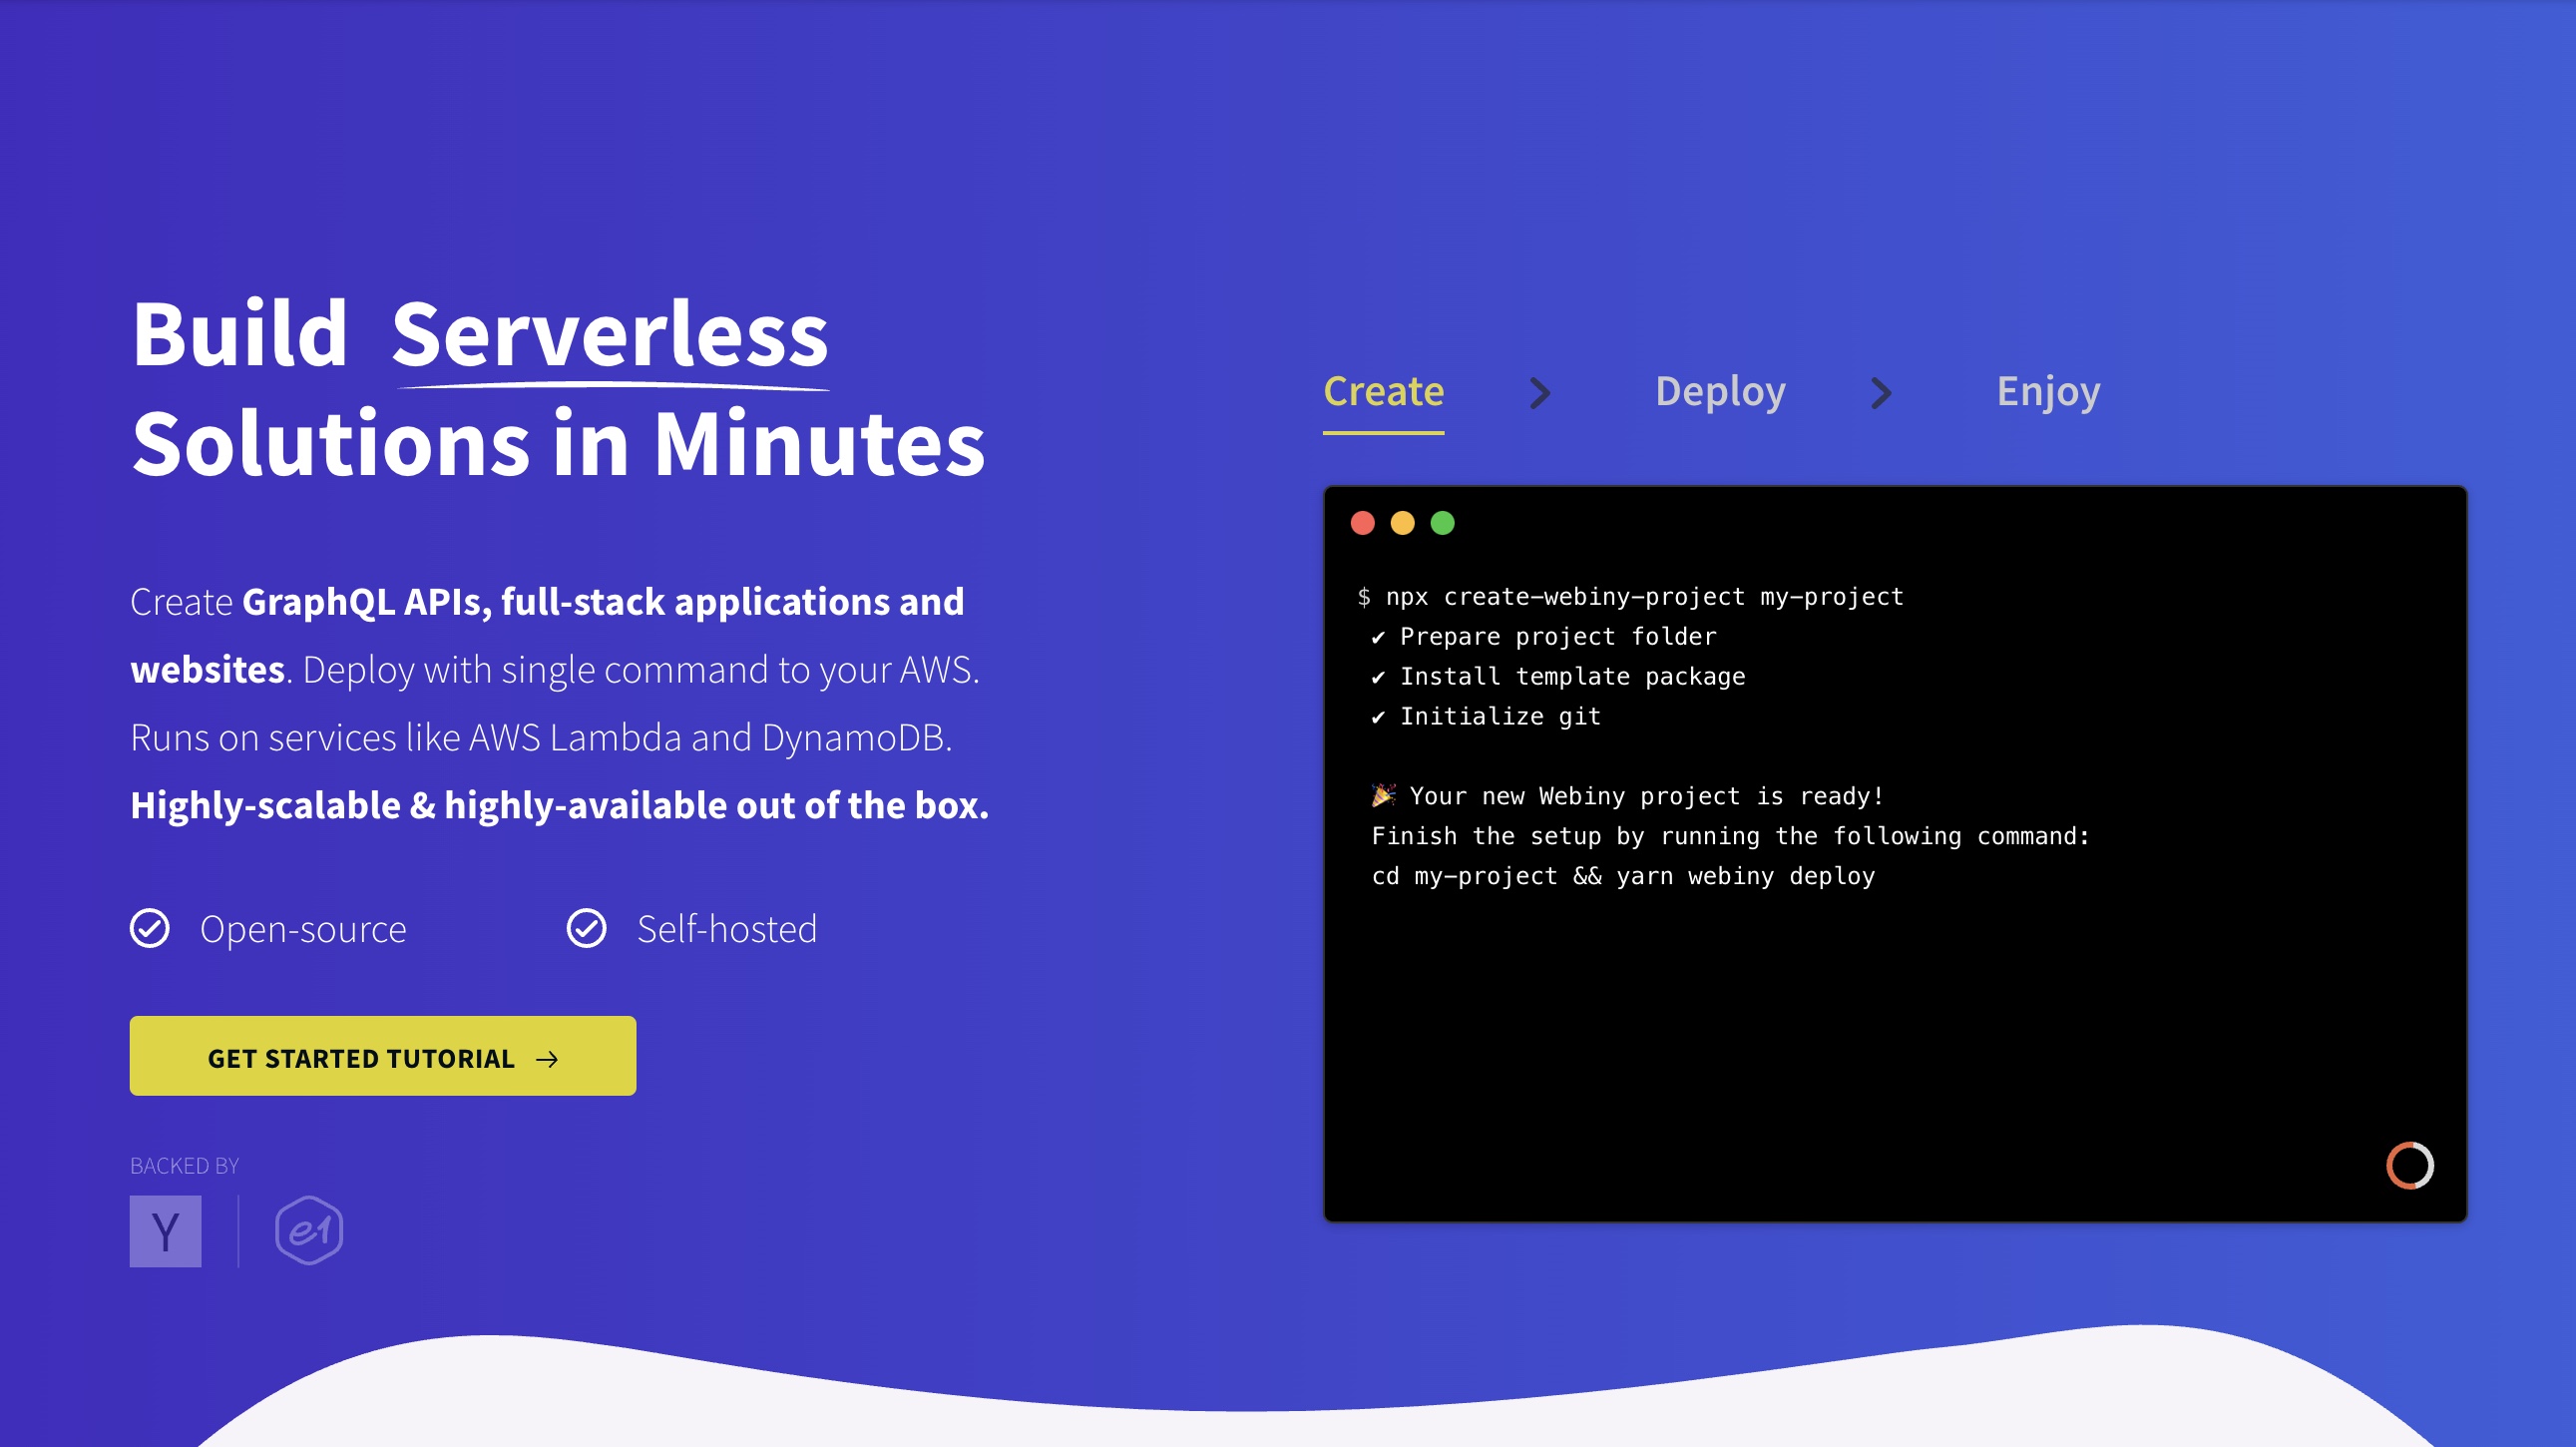 Build Serverless
Solutions in Minutes
Create GraphQL APIs, full-stack applications and
websites. Deploy with single command to your AWS.
Runs on services like AWS Lambda and DynamoDB.
Highly-scalable & highly-available out of the box.
Open-source
Self-hosted
GET STARTED TUTORIAL →
BACKED BY
Y
e1
Create
Deploy
Enjoy
$ npx create-webiny-project my-project
✔ Prepare project folder
✔ Install template package
✔ Initialize git
🎉 Your new Webiny project is ready!
Finish the setup by running the following command:
cd my-project && yarn webiny deploy